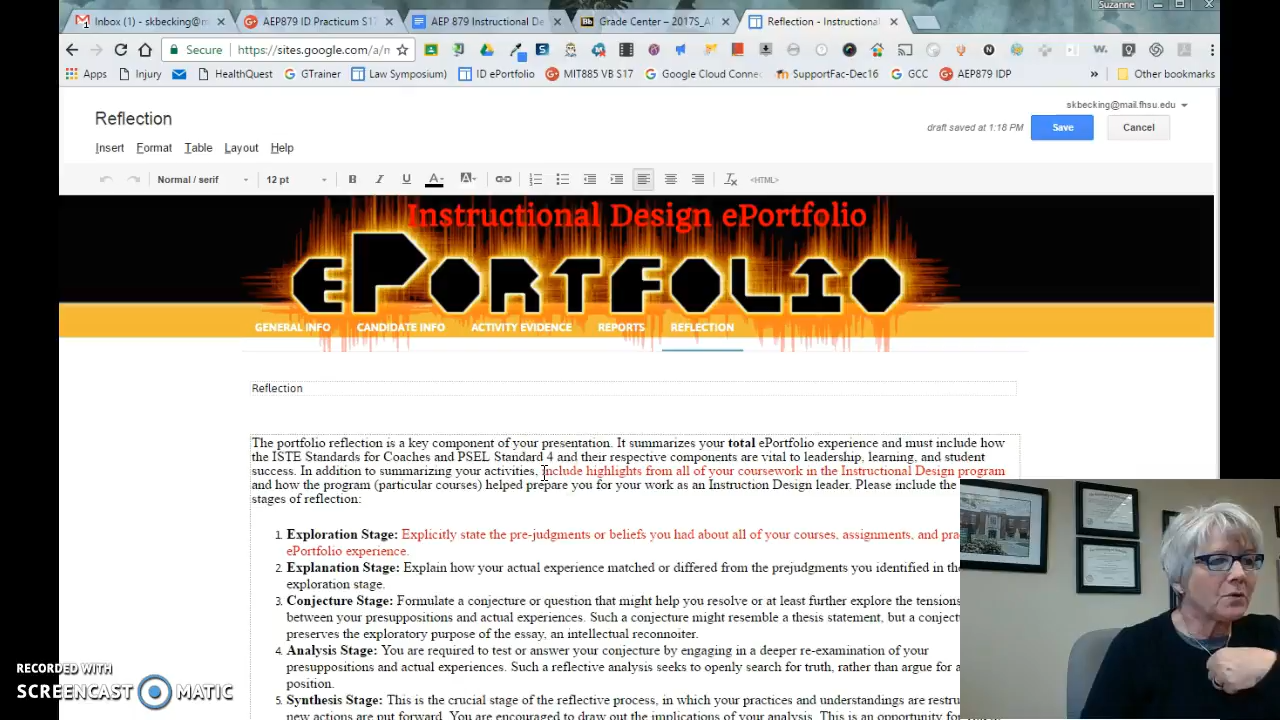 Suzanne
Inbox (1) - skbecking@m
AEP879 ID Practicum S17
AEP 879 Instructional De
Grade Center – 2017S_A
Reflection - Instructional
Secure
https://sites.google.com/a/m
Apps
Injury
HealthQuest
GTrainer
Law Symposium)
ID ePortfolio
MIT885 VB S17
Google Cloud Conne
SupportFac-Dec16
GCC
AEP879 IDP
»
Other bookmarks
skbecking@mail.fhsu.edu
Reflection
draft saved at 1:18 PM
Save
Cancel
Insert Format Table Layout Help
Normal / serif 12 pt B I U A A <HTML>
Instructional Design ePortfolio
ePortfolio
GENERAL INFO CANDIDATE INFO ACTIVITY EVIDENCE REPORTS REFLECTION
Reflection
The portfolio reflection is a key component of your presentation. It summarizes your total ePortfolio experience and must include how
the ISTE Standards for Coaches and PSEL Standard 4 and their respective components are vital to leadership, learning, and student
success. In addition to summarizing your activities, include highlights from all of your coursework in the Instructional Design program
and how the program (particular courses) helped prepare you for your work as an Instruction Design leader. Please include the
stages of reflection:
1. Exploration Stage: Explicitly state the pre-judgments or beliefs you had about all of your courses, assignments, and pra
ePortfolio experience.
2. Explanation Stage: Explain how your actual experience matched or differed from the prejudgments you identified in the
exploration stage.
3. Conjecture Stage: Formulate a conjecture or question that might help you resolve or at least further explore the tensions
between your presuppositions and actual experiences. Such a conjecture might resemble a thesis statement, but a conject
preserves the exploratory purpose of the essay, an intellectual reconnoiter.
4. Analysis Stage: You are required to test or answer your conjecture by engaging in a deeper re-examination of your
presuppositions and actual experiences. Such a reflective analysis seeks to openly search for truth, rather than argue for a
position.
5. Synthesis Stage: This is the crucial stage of the reflective process, in which your practices and understandings are restru
new actions are put forward. You are encouraged to draw out the implications of your analysis. This is an opportunity
RECORDED WITH
SCREENCAST MATIC